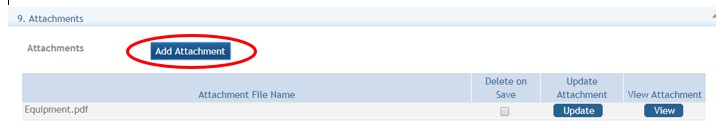 9. Attachments
Attachments Add Attachment
Attachment File Name Delete on Save Update Attachment View Attachment
Equipment.pdf Update View